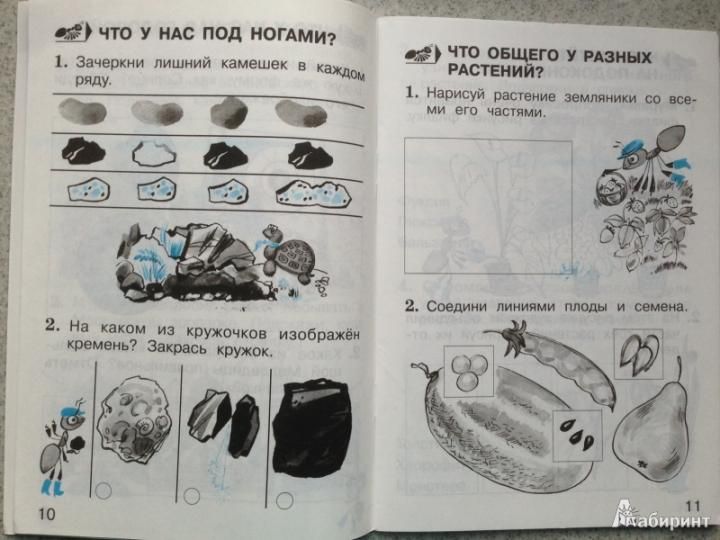 ЧТО У НАС ПОД НОГАМИ?
1. Зачеркни лишний камешек в каждом
ряду.
2. На каком из кружочков изображён
кремень? Закрась кружок.
10
ЧТО ОБЩЕГО У РАЗНЫХ
РАСТЕНИЙ?
1. Нарисуй растение земляники со все-
ми его частями.
2. Соедини линиями плоды и семена.
11
Лабиринт